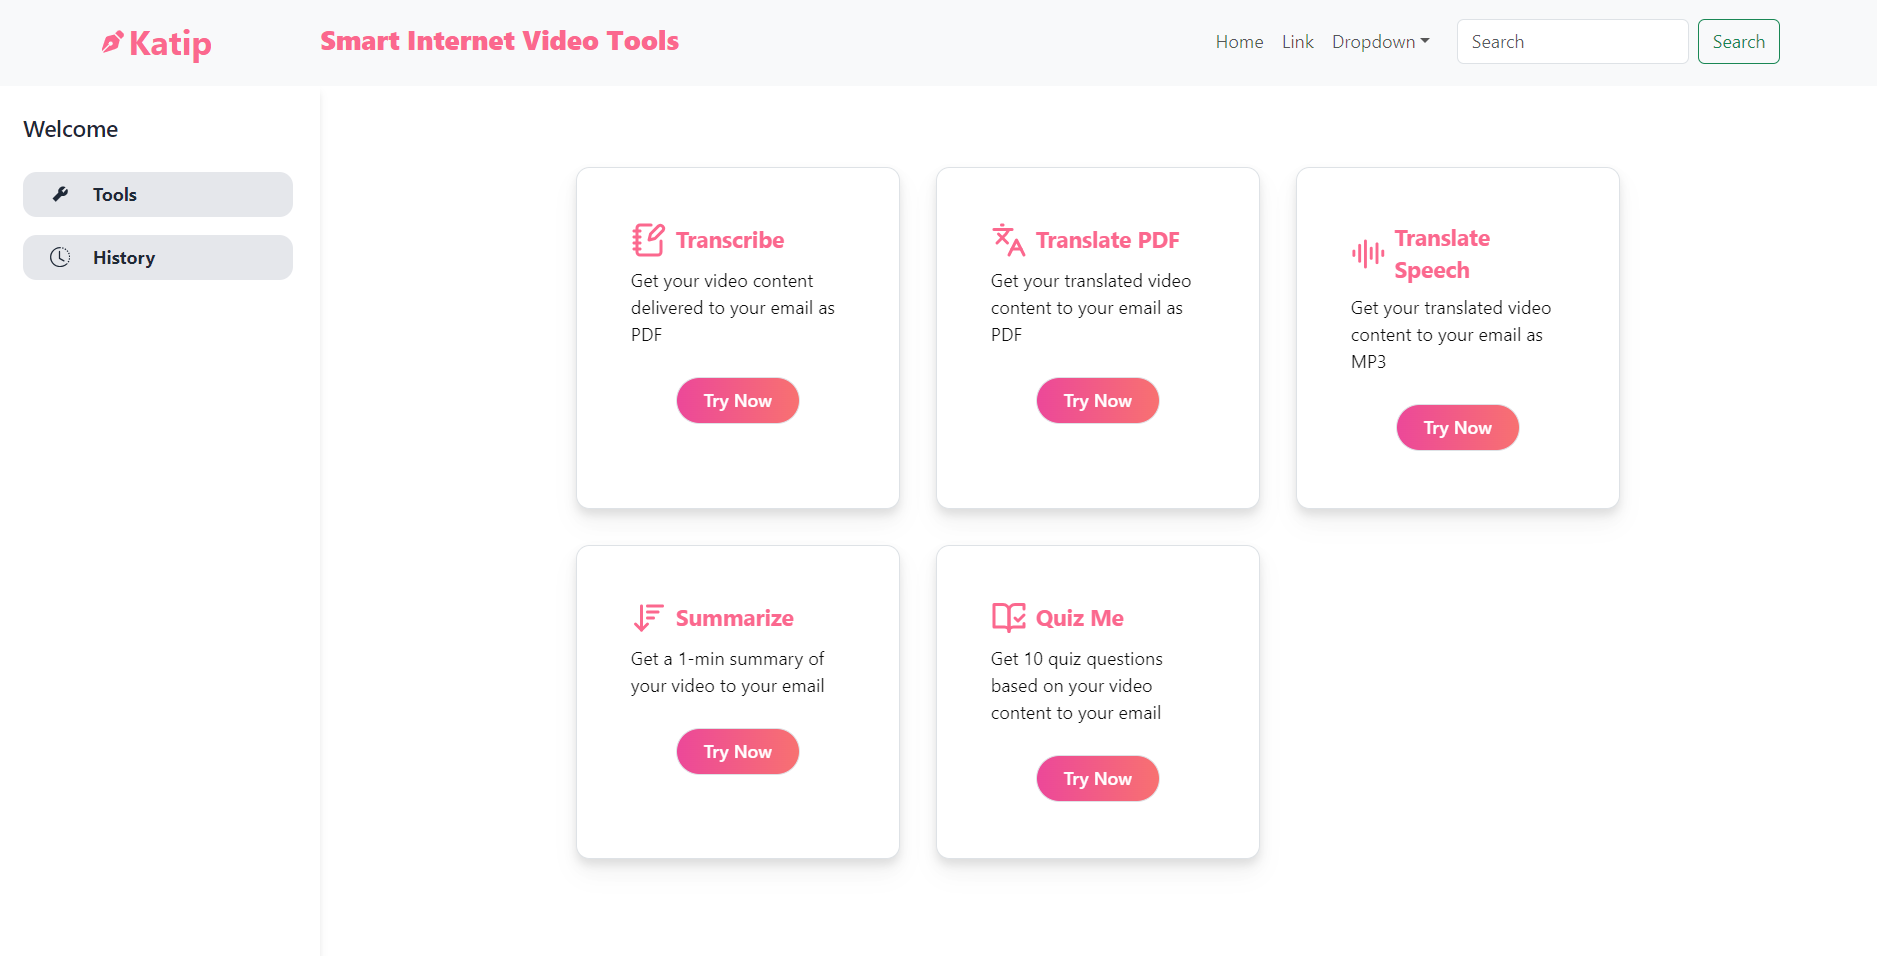 Katip
Smart Internet Video Tools
Home
Link
Dropdown
Search
Search
Welcome
Tools
History
Transcribe
Get your video content
delivered to your email as
PDF
Try Now
Translate PDF
Get your translated video
content to your email as
PDF
Try Now
Translate
Speech
Get your translated video
content to your email as
MP3
Try Now
Summarize
Get a 1-min summary of
your video to your email
Try Now
Quiz Me
Get 10 quiz questions
based on your video
content to your email
Try Now